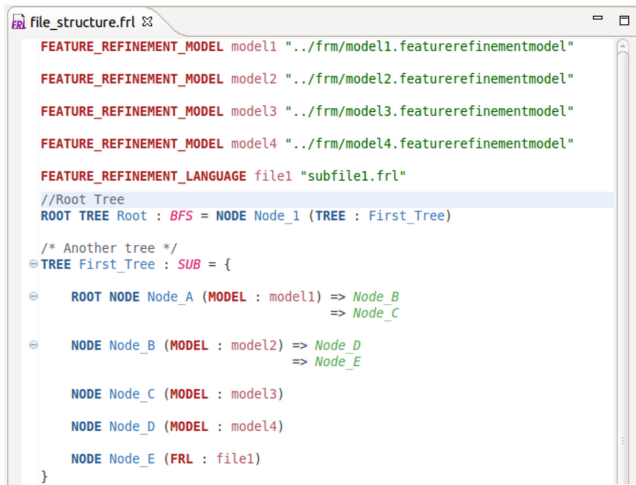 FRL file_structure.frl
FEATURE_REFINEMENT_MODEL model1 "../frm/model1.featurerefinementmodel"
FEATURE_REFINEMENT_MODEL model2 "../frm/model2.featurerefinementmodel"
FEATURE_REFINEMENT_MODEL model3 "../frm/model3.featurerefinementmodel"
FEATURE_REFINEMENT_MODEL model4 "../frm/model4.featurerefinementmodel"
FEATURE_REFINEMENT_LANGUAGE file1 "subfile1.frl"
//Root Tree
ROOT TREE Root : BFS = NODE Node_1 (TREE : First_Tree)
/* Another tree */
TREE First_Tree : SUB = {
ROOT NODE Node_A (MODEL : model1) => Node_B
=> Node_C
NODE Node_B (MODEL : model2) => Node_D
=> Node_E
NODE Node_C (MODEL : model3)
NODE Node_D (MODEL : model4)
NODE Node_E (FRL : file1)
}